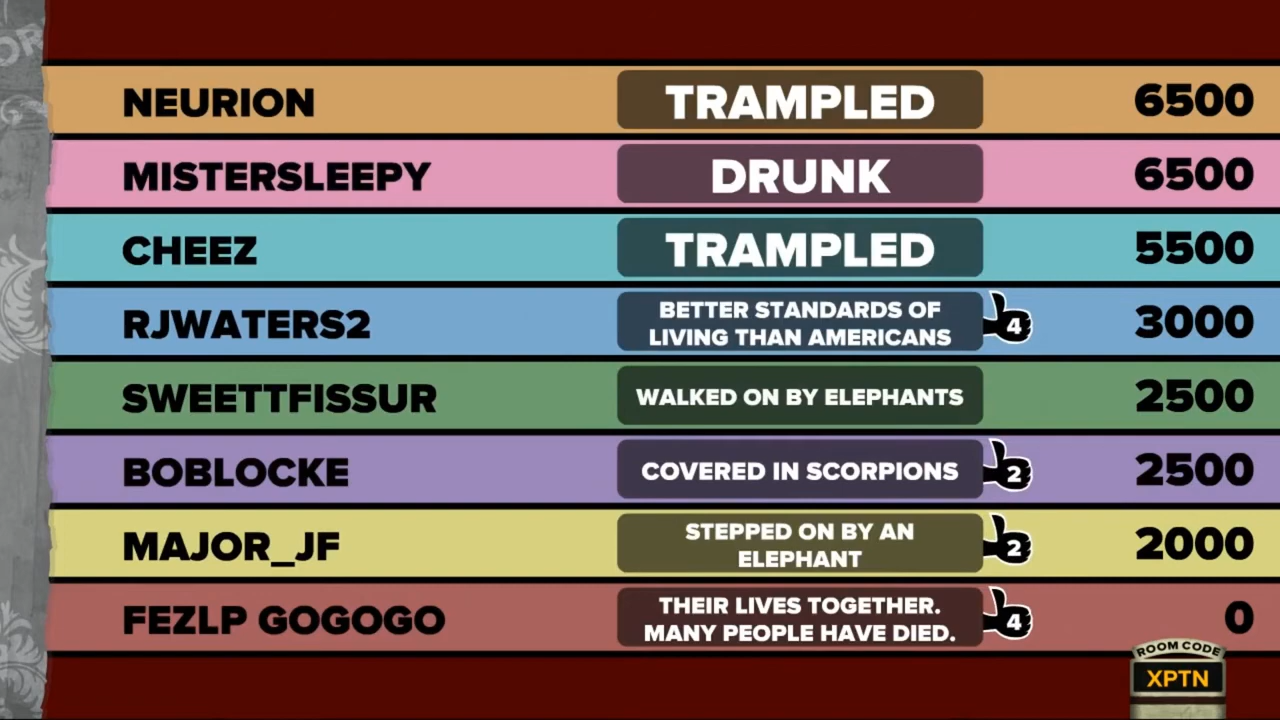 OR
NEURION TRAMPLED 6500
MISTERSLEEPY DRUNK 6500
CHEEZ TRAMPLED 5500
RJWATERS2 BETTER STANDARDS OF
LIVING THAN AMERICANS 4 3000
SWEETTFISSUR WALKED ON BY ELEPHANTS 2500
BOBLOCKE COVERED IN SCORPIONS 2 2500
MAJOR_JF STEPPED ON BY AN
ELEPHANT 2 2000
FEZLP GOGOGO THEIR LIVES TOGETHER.
MANY PEOPLE HAVE DIED. 4 0
ROOM CODE
XPTN